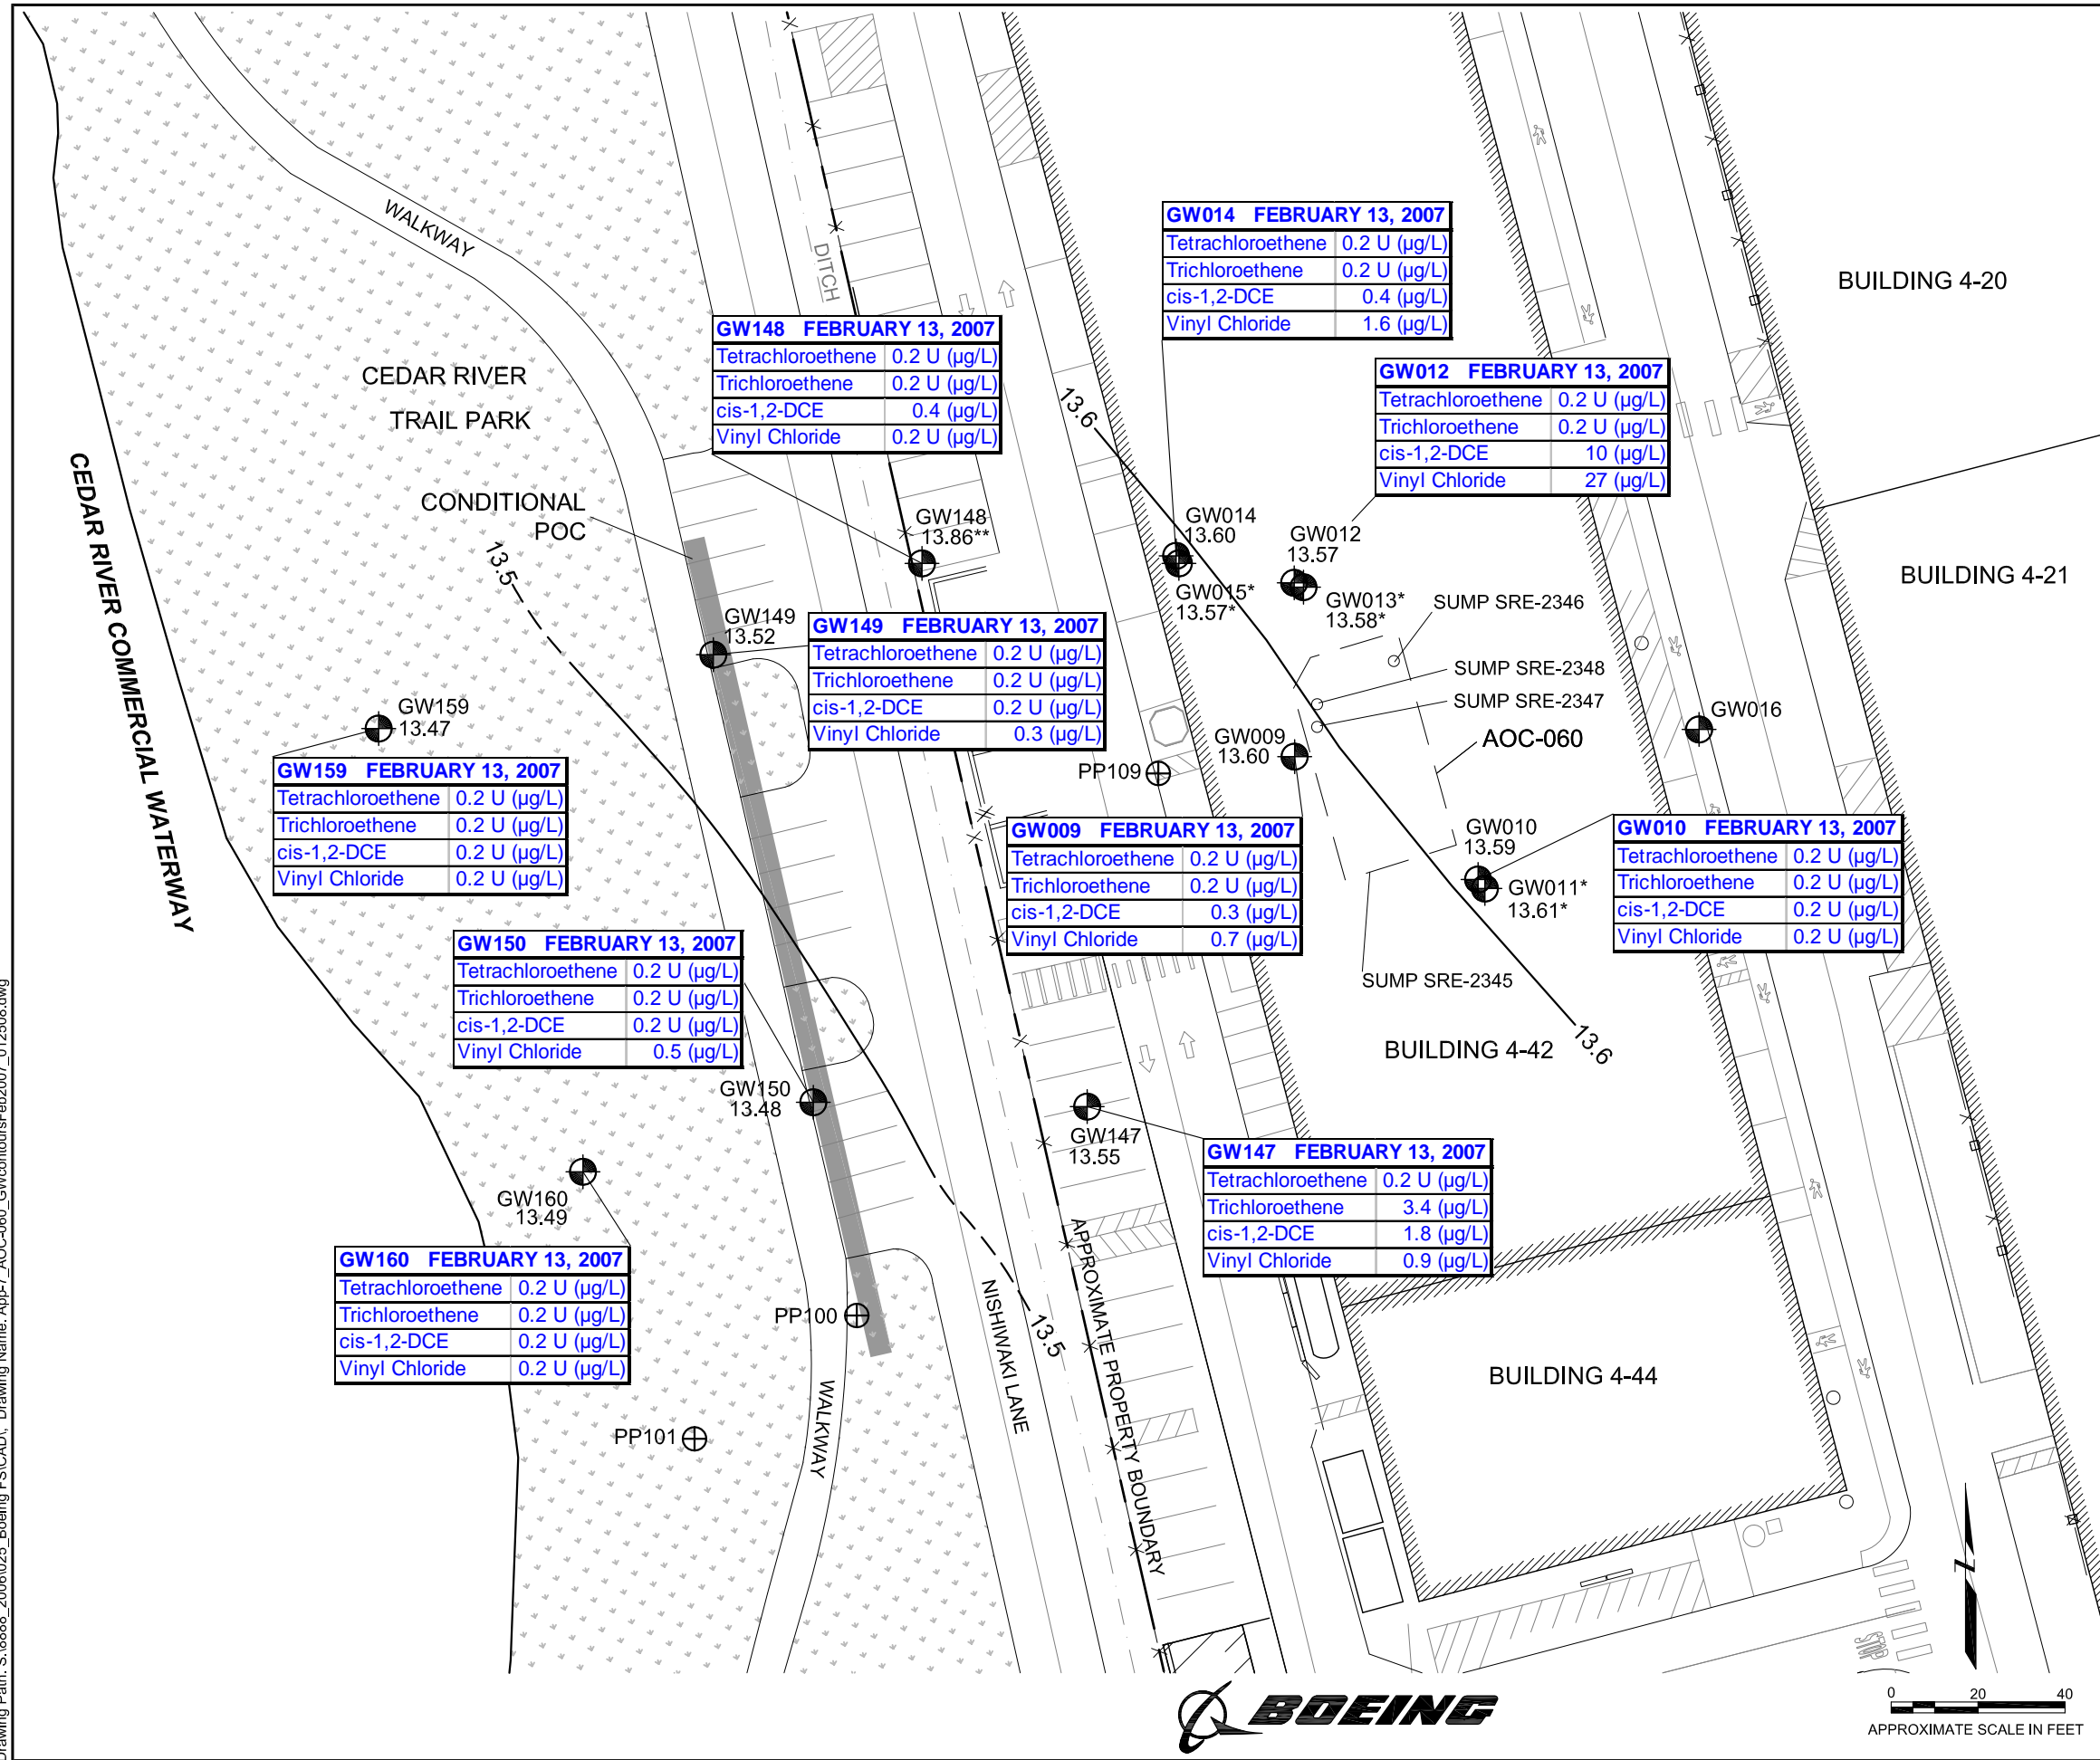 GW014 FEBRUARY 13, 2007
Tetrachloroethene 0.2 U (µg/L)
Trichloroethene 0.2 U (µg/L)
cis-1,2-DCE 0.4 (µg/L)
Vinyl Chloride 1.6 (µg/L)
BUILDING 4-20
WALKWAY
DITCH
GW148 FEBRUARY 13, 2007
Tetrachloroethene 0.2 U (µg/L)
Trichloroethene 0.2 U (µg/L)
cis-1,2-DCE 0.4 (µg/L)
Vinyl Chloride 0.2 U (µg/L)
GW012 FEBRUARY 13, 2007
Tetrachloroethene 0.2 U (µg/L)
Trichloroethene 0.2 U (µg/L)
cis-1,2-DCE 10 (µg/L)
Vinyl Chloride 27 (µg/L)
CEDAR RIVER
TRAIL PARK
13.6
CEDAR RIVER COMMERCIAL WATERWAY
CONDITIONAL
POC
13.5
GW148
13.86**
GW014
13.60
GW012
13.57
GW015*
13.57*
GW013*
13.58*
BUILDING 4-21
SUMP SRE-2346
GW149
13.52
GW149 FEBRUARY 13, 2007
Tetrachloroethene 0.2 U (µg/L)
Trichloroethene 0.2 U (µg/L)
cis-1,2-DCE 0.2 U (µg/L)
Vinyl Chloride 0.3 (µg/L)
SUMP SRE-2348
SUMP SRE-2347
GW159
13.47
GW009
13.60
AOC-060
GW016
PP109
GW159 FEBRUARY 13, 2007
Tetrachloroethene 0.2 U (µg/L)
Trichloroethene 0.2 U (µg/L)
cis-1,2-DCE 0.2 U (µg/L)
Vinyl Chloride 0.2 U (µg/L)
GW009 FEBRUARY 13, 2007
Tetrachloroethene 0.2 U (µg/L)
Trichloroethene 0.2 U (µg/L)
cis-1,2-DCE 0.3 (µg/L)
Vinyl Chloride 0.7 (µg/L)
GW010
13.59
GW011*
13.61*
GW010 FEBRUARY 13, 2007
Tetrachloroethene 0.2 U (µg/L)
Trichloroethene 0.2 U (µg/L)
cis-1,2-DCE 0.2 U (µg/L)
Vinyl Chloride 0.2 U (µg/L)
GW150 FEBRUARY 13, 2007
Tetrachloroethene 0.2 U (µg/L)
Trichloroethene 0.2 U (µg/L)
cis-1,2-DCE 0.2 U (µg/L)
Vinyl Chloride 0.5 (µg/L)
SUMP SRE-2345
BUILDING 4-42
13.6
GW150
13.48
GW147
13.55
GW147 FEBRUARY 13, 2007
Tetrachloroethene 0.2 U (µg/L)
Trichloroethene 3.4 (µg/L)
cis-1,2-DCE 1.8 (µg/L)
Vinyl Chloride 0.9 (µg/L)
GW160
13.49
GW160 FEBRUARY 13, 2007
Tetrachloroethene 0.2 U (µg/L)
Trichloroethene 0.2 U (µg/L)
cis-1,2-DCE 0.2 U (µg/L)
Vinyl Chloride 0.2 U (µg/L)
PP100
NISHIWAKI LANE
13.5
APPROXIMATE PROPERTY BOUNDARY
BUILDING 4-44
PP101
WALKWAY
STOP
BOEING
0 20 40
APPROXIMATE SCALE IN FEET